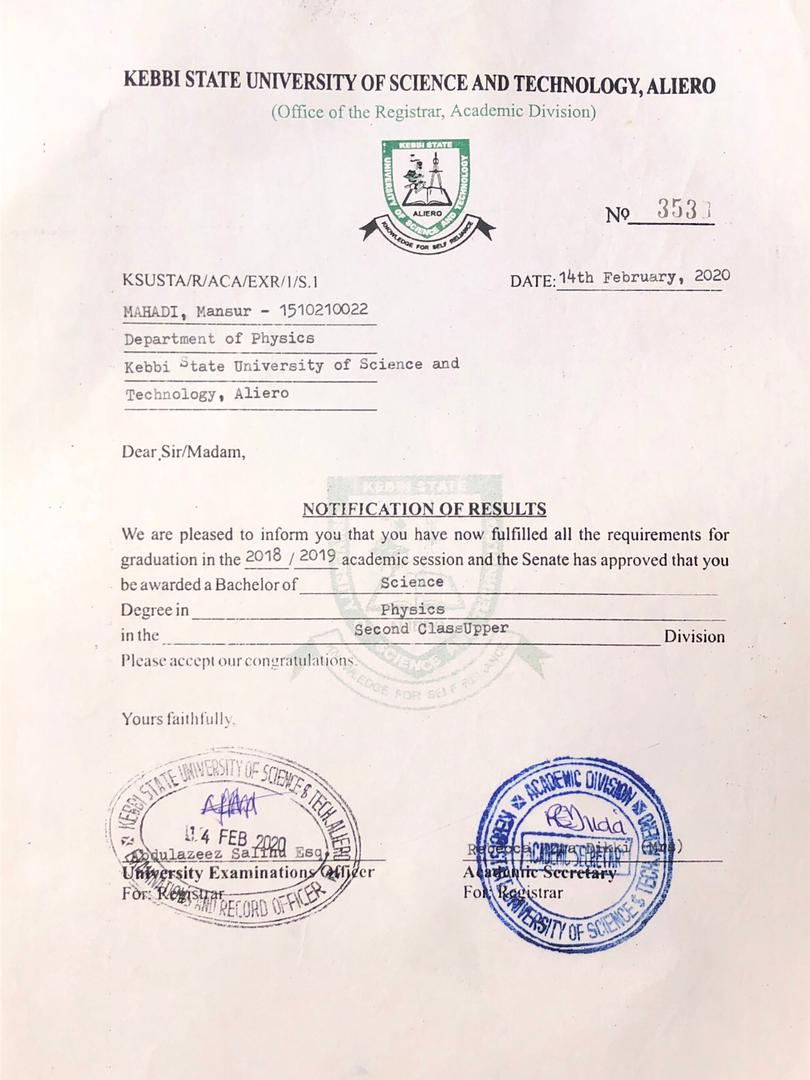 KEBBI STATE UNIVERSITY OF SCIENCE AND TECHNOLOGY, ALIERO
(Office of the Registrar, Academic Division)
KEBBI STATE
UNIVERSITY OF SCIENCE AND TECHNOLOGY
ALIERO
KNOWLEDGE FOR SELF RELIANCE
No 353
KSUSTA/R/ACA/EXR/1/S.1
DATE: 14th February, 2020
MAHADI, Mansur - 1510210022
Department of Physics
Kebbi State University of Science and
Technology, Aliero
Dear Sir/Madam,
KEBBI STATE
NOTIFICATION OF RESULTS
We are pleased to inform you that you have now fulfilled all the requirements for
graduation in the 2018 / 2019 academic session and the Senate has approved that you
be awarded a Bachelor of Science
Degree in Physics
in the Second ClassUpper Division
Please accept our congratulations.
Yours faithfully,
KEBBI STATE UNIVERSITY OF SCIENCE & TECH. ALIERO
14 FEB 2020
Abdulazeez Salihu Esq.
University Examinations Officer
For: Registrar
EXAMINATIONS AND RECORD OFFICER
ACADEMIC DIVISION
KEBBI STATE UNIVERSITY OF SCIENCE & TECH. ALIERO
ACADEMIC SECRETARY
Rebecca Dikki (Mrs)
Academic Secretary
For: Registrar